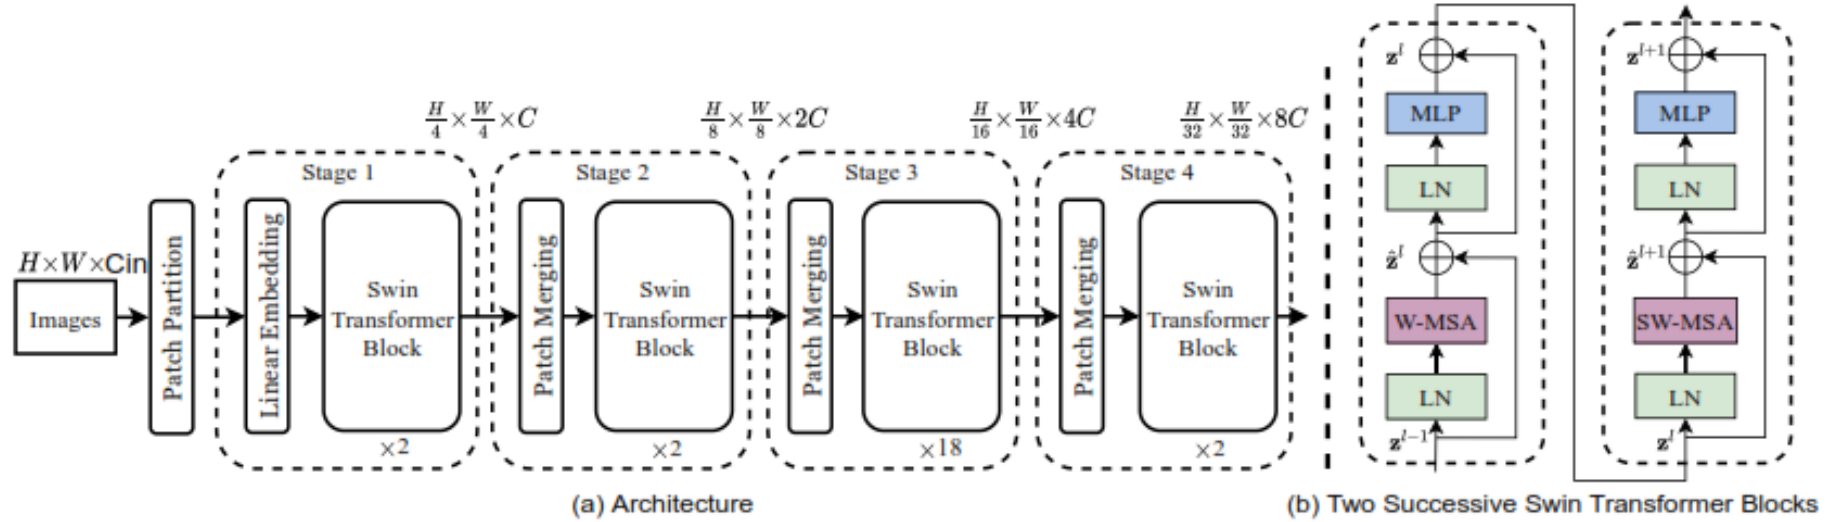 H×W×Cin
Images
Patch Partition
Stage 1
Linear Embedding
Swin
Transformer
Block
×2
H/4 × W/4 × C
Stage 2
Patch Merging
Swin
Transformer
Block
×2
H/8 × W/8 × 2C
Stage 3
Patch Merging
Swin
Transformer
Block
×18
H/16 × W/16 × 4C
Stage 4
Patch Merging
Swin
Transformer
Block
×2
H/32 × W/32 × 8C
(a) Architecture
z^l
MLP
LN
ẑ^l
W-MSA
LN
z^{l-1}
z^{l+1}
MLP
LN
ẑ^{l+1}
SW-MSA
LN
z^l
(b) Two Successive Swin Transformer Blocks